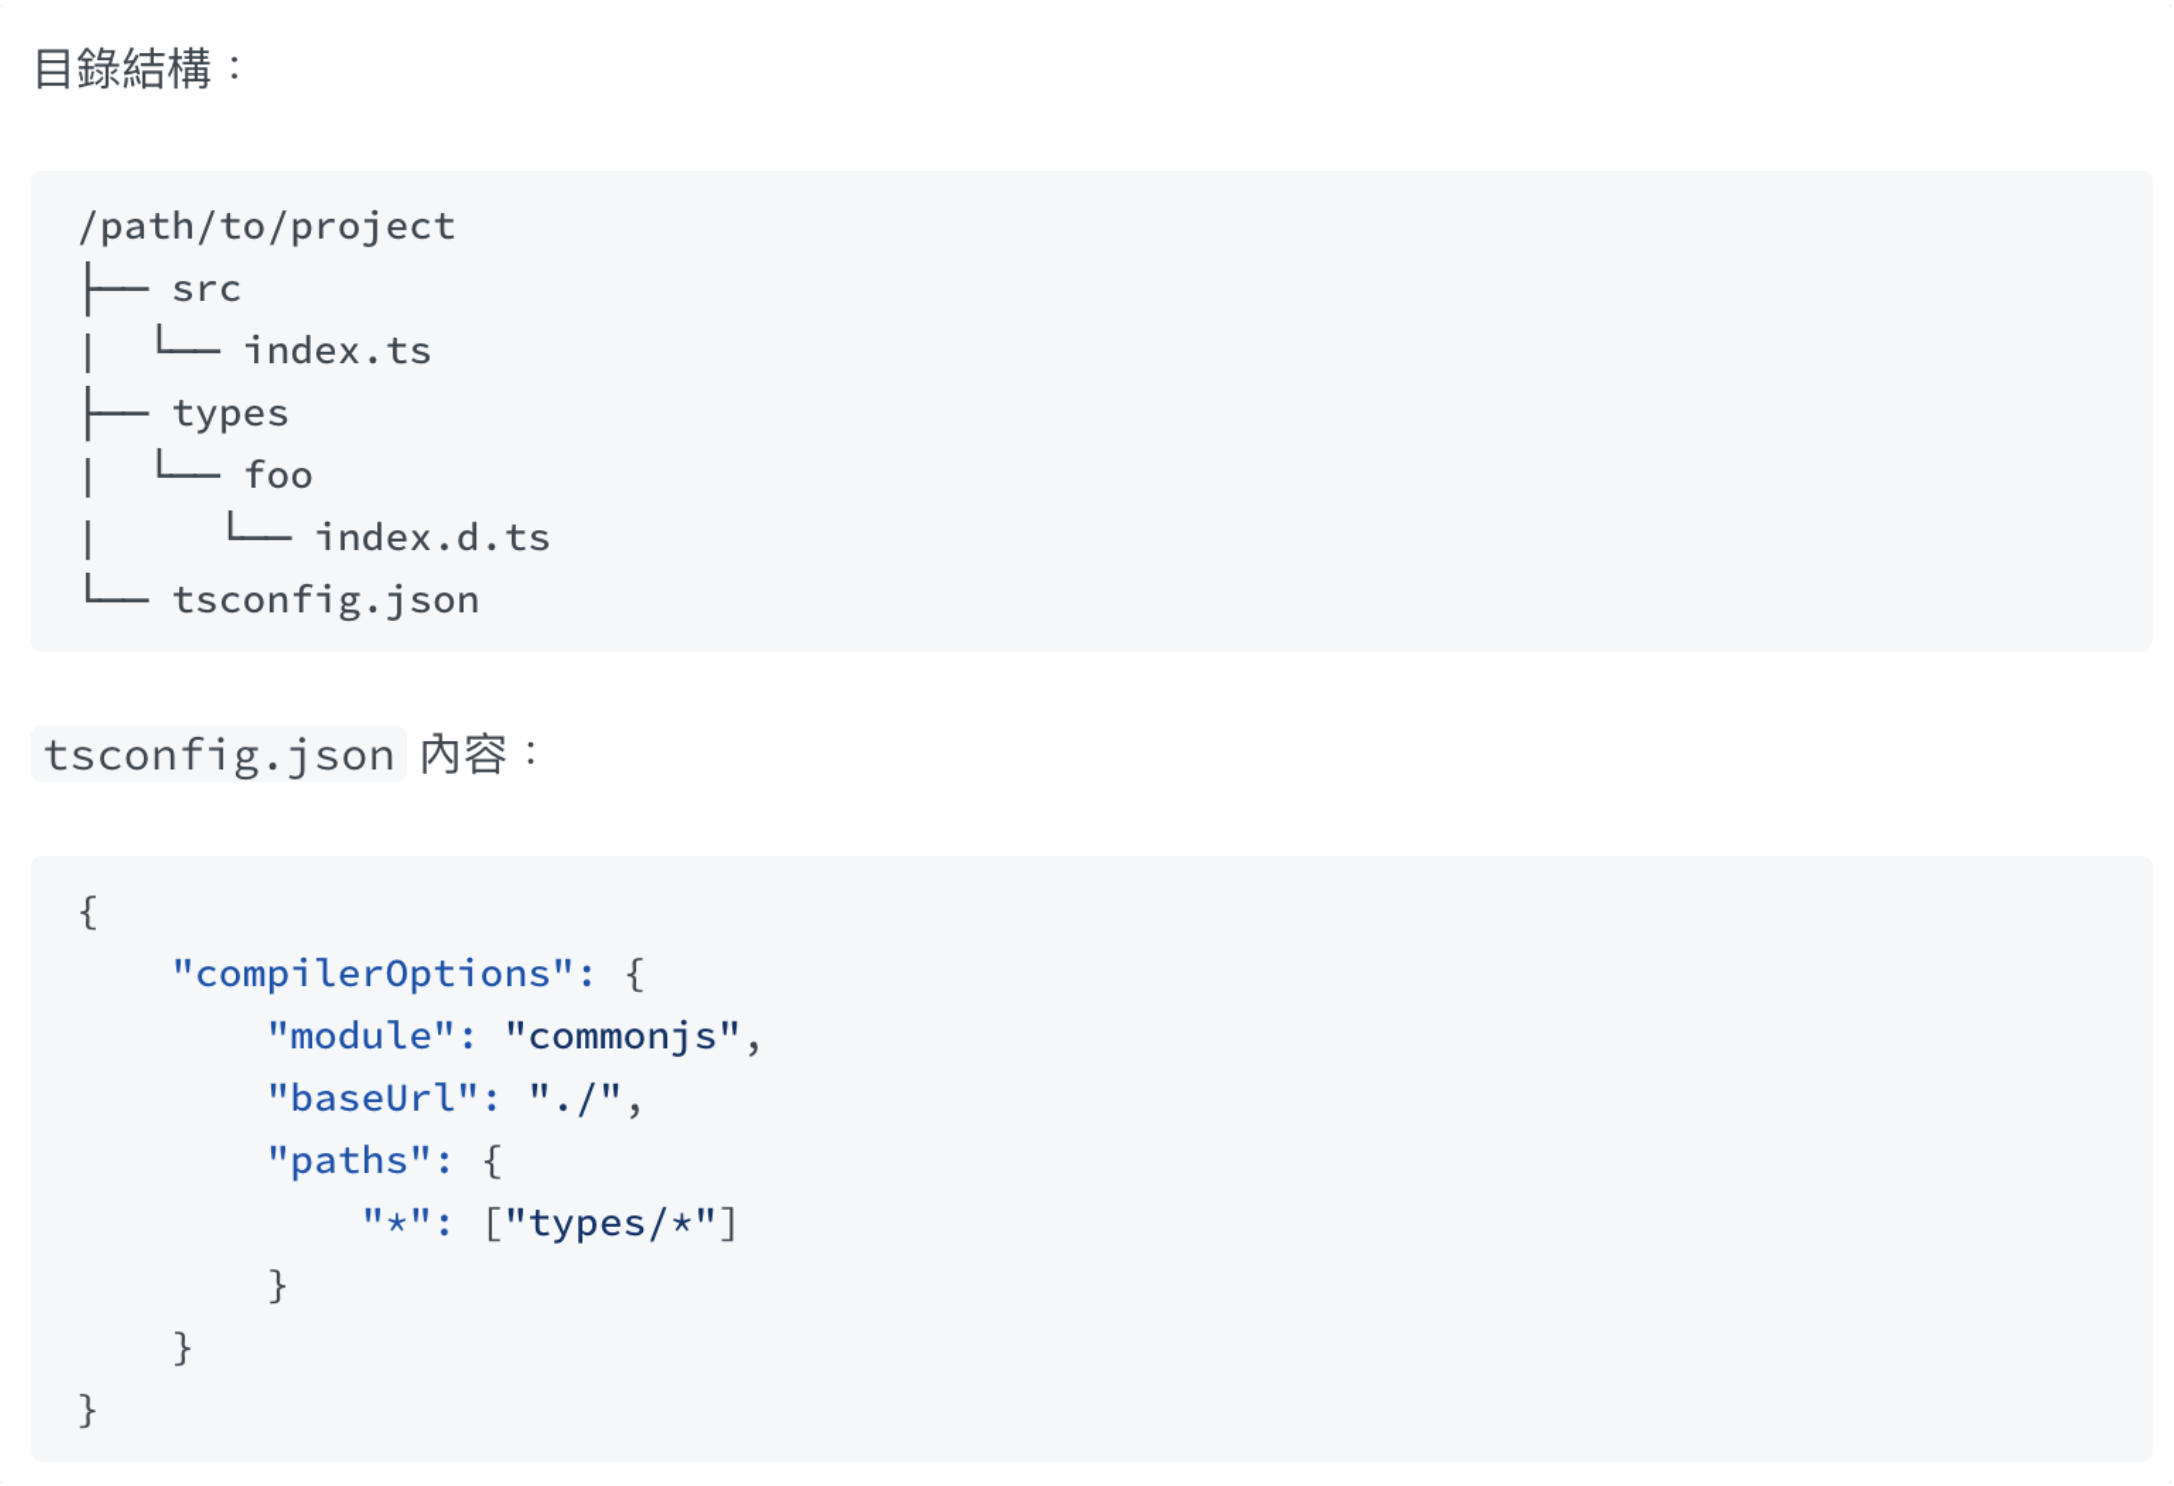 目錄結構：
/path/to/project
├── src
|  └── index.ts
├── types
|  └── foo
|     └── index.d.ts
└── tsconfig.json
tsconfig.json 內容：
{
    "compilerOptions": {
        "module": "commonjs",
        "baseUrl": "./",
        "paths": {
            "*": ["types/*"]
        }
    }
}